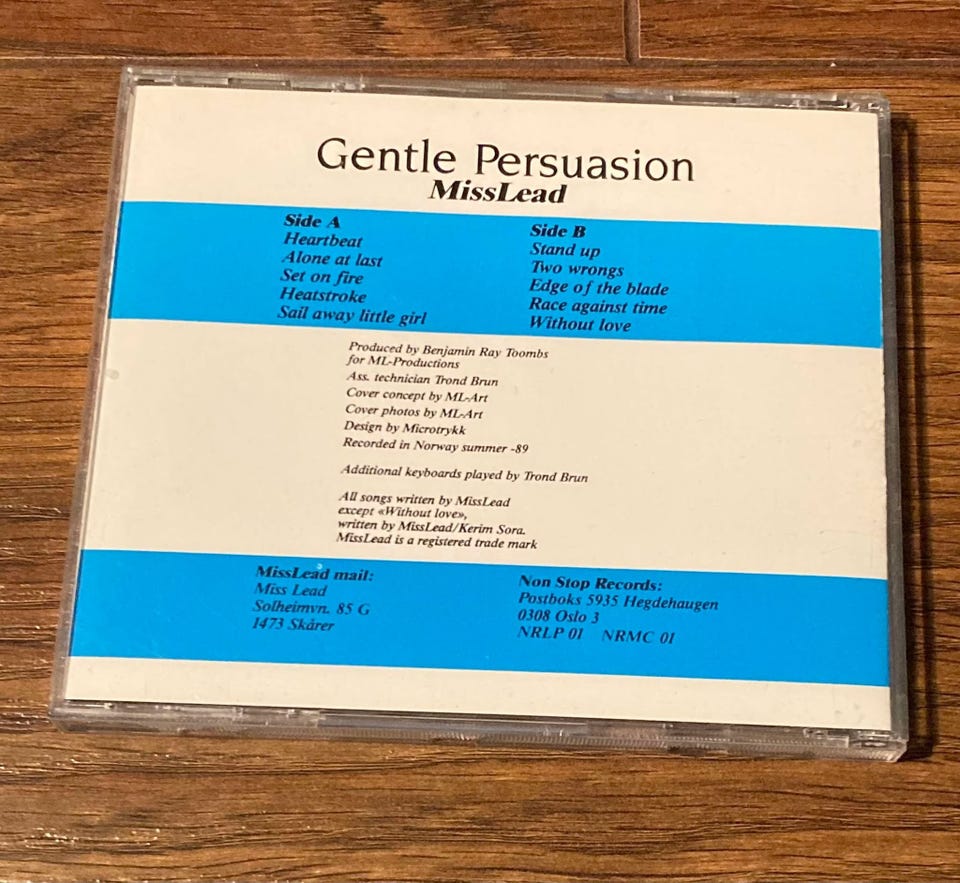 Gentle Persuasion
MissLead
Side A
Heartbeat
Alone at last
Set on fire
Heatstroke
Sail away little girl
Side B
Stand up
Two wrongs
Edge of the blade
Race against time
Without love
Produced by Benjamin Ray Toombs
for ML-Productions
Ass. technician Trond Brun
Cover concept by ML-Art
Cover photos by ML-Art
Design by Microtrykk
Recorded in Norway summer -89
Additional keyboards played by Trond Brun
All songs written by MissLead
except «Without love»,
written by MissLead/Kerim Sora.
MissLead is a registered trade mark
MissLead mail:
Miss Lead
Solheimvn. 85 G
1473 Skårer
Non Stop Records:
Postboks 5935 Hegdehaugen
0308 Oslo 3
NRLP 01 NRMC 01